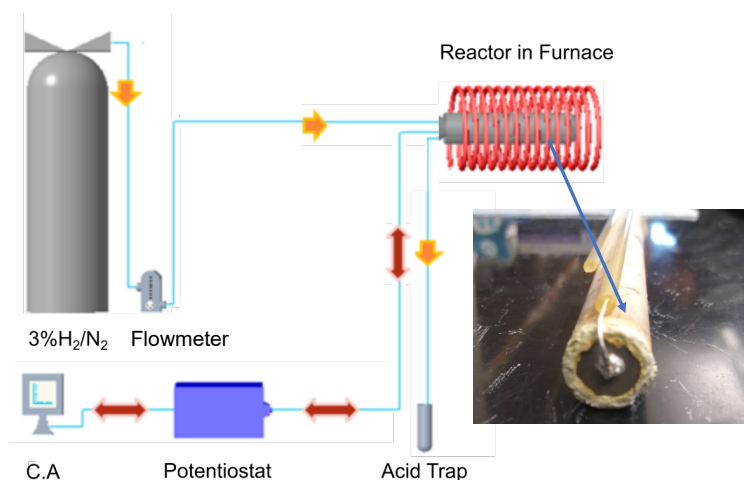 Reactor in Furnace
3%H₂/N₂ Flowmeter
C.A Potentiostat Acid Trap